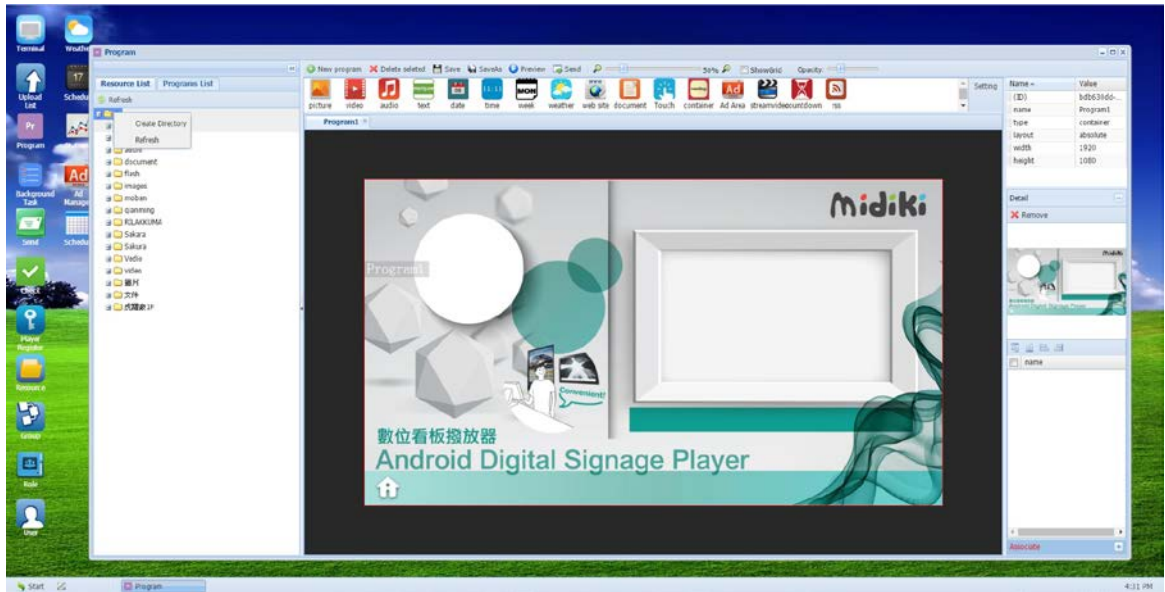 Terminal
Program
Resource List
Programs List
Refresh
Create Directory
Refresh
document
flash
images
moban
qianming
RILAKKUMA
Sakara
Sakura
Vedio
video
圖片
文件
New program
Delete seleted
Save
SaveAs
Preview
Send
50%
ShowGrid
Opacity
picture
video
audio
text
date
time
week
weather
web site
document
Touch
container
Ad Area
streamvideo
countdown
rss
Setting
Program1
midiki
Program1
Convenient!
數位看板撥放器
Android Digital Signage Player
Name
Value
(ID)
name
Program1
type
container
layout
absolute
width
1920
height
1080
Detail
Remove
name
Associate
17
Upload
List
Pr
Program
Background
Task
Ad
Send
Check
Player
Register
Resource
Group
Role
User
Start
Program
4:31 PM